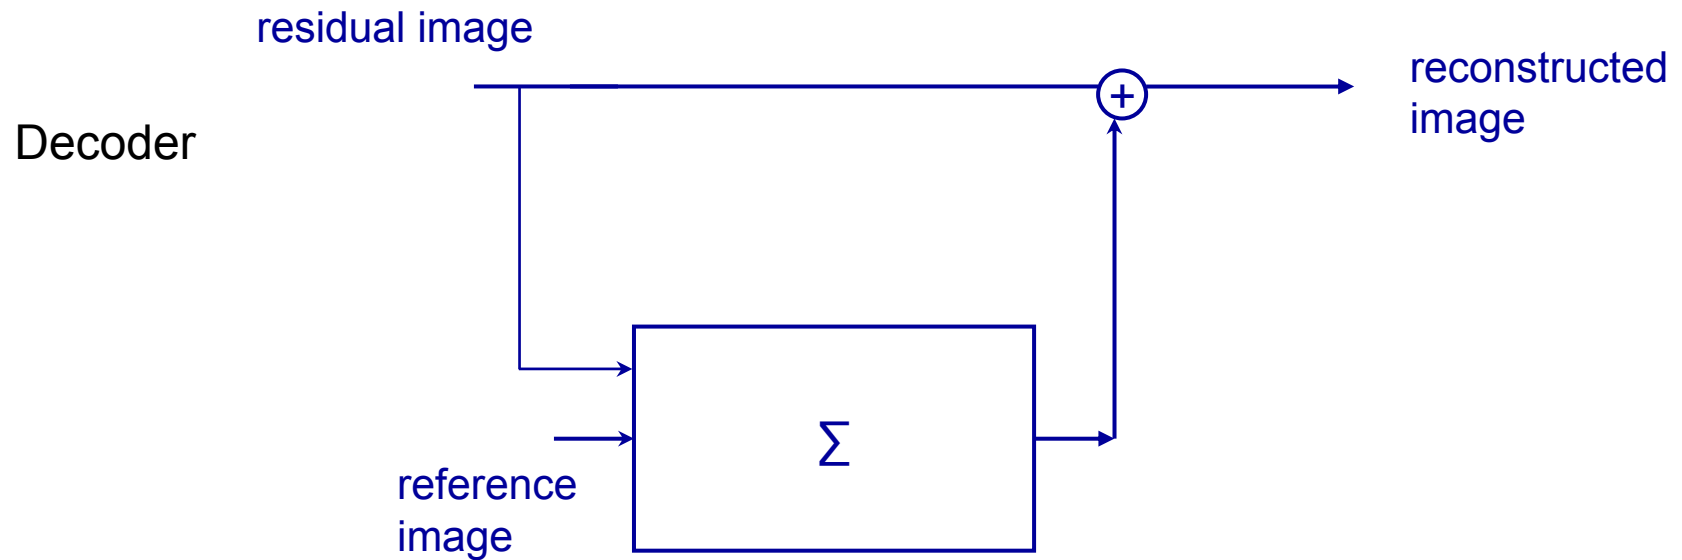 residual image
reconstructed
image
+
Decoder
Σ
reference
image